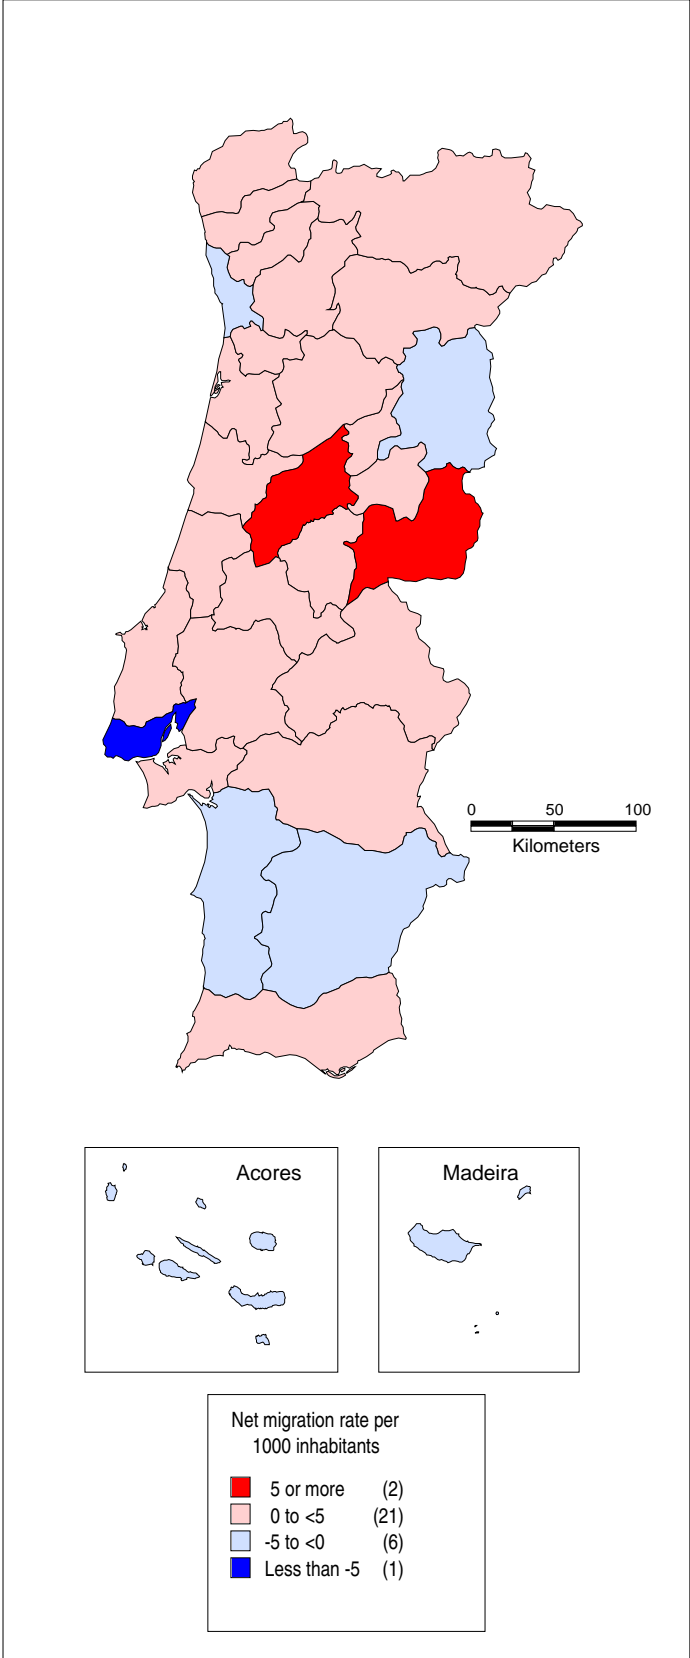 0 50 100
Kilometers
Acores
Madeira
Net migration rate per
1000 inhabitants
5 or more (2)
0 to <5 (21)
-5 to <0 (6)
Less than -5 (1)